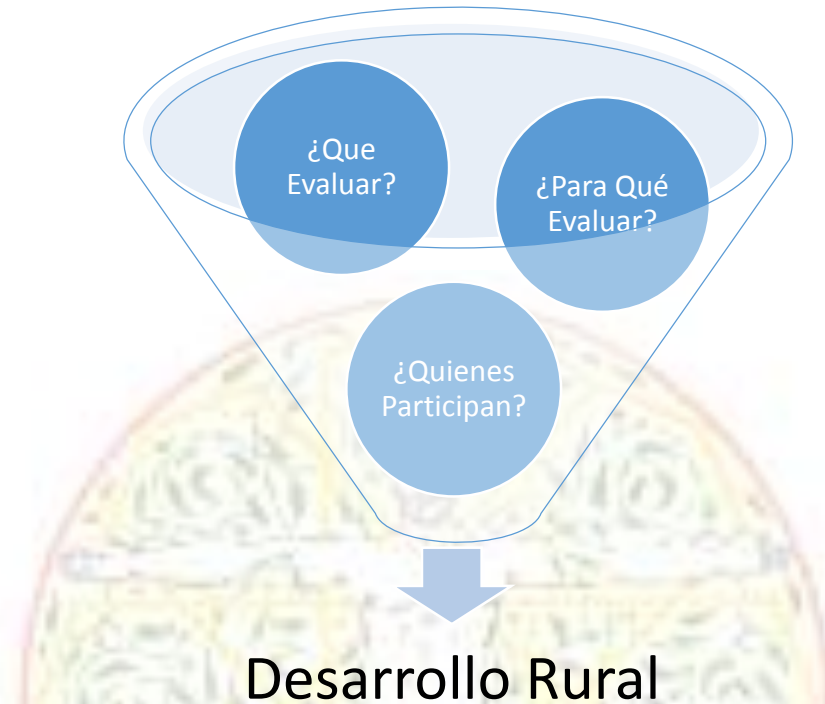 ¿Que
Evaluar?
¿Para Qué
Evaluar?
¿Quienes
Participan?
Desarrollo Rural